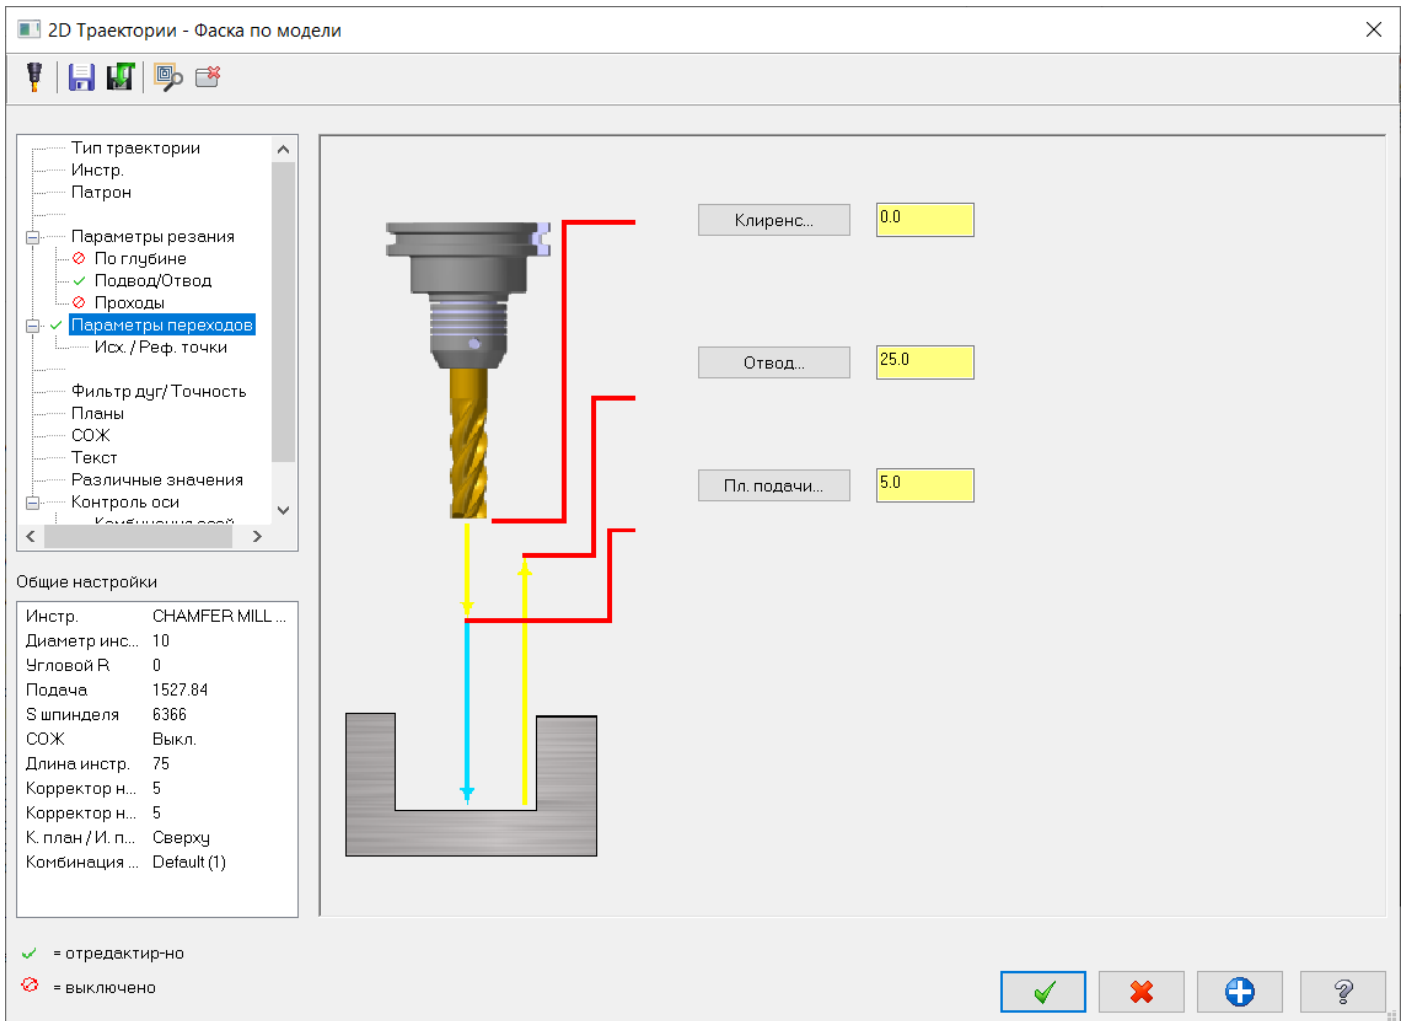 2D Траектории - Фаска по модели
Тип траектории
Инстр.
Патрон
Параметры резания
По глубине
Подвод/Отвод
Проходы
Параметры переходов
Исх. / Реф. точки
Фильтр дуг/ Точность
Планы
СОЖ
Текст
Различные значения
Контроль оси
Комбинация осей
Клиренс...
0.0
Отвод...
25.0
Пл. подачи...
5.0
Общие настройки
Инстр. CHAMFER MILL ...
Диаметр инс... 10
Угловой R 0
Подача 1527.84
S шпинделя 6366
СОЖ Выкл.
Длина инстр. 75
Корректор н... 5
Корректор н... 5
К. план / И. п... Сверху
Комбинация ... Default (1)
= отредактир-но
= выключено